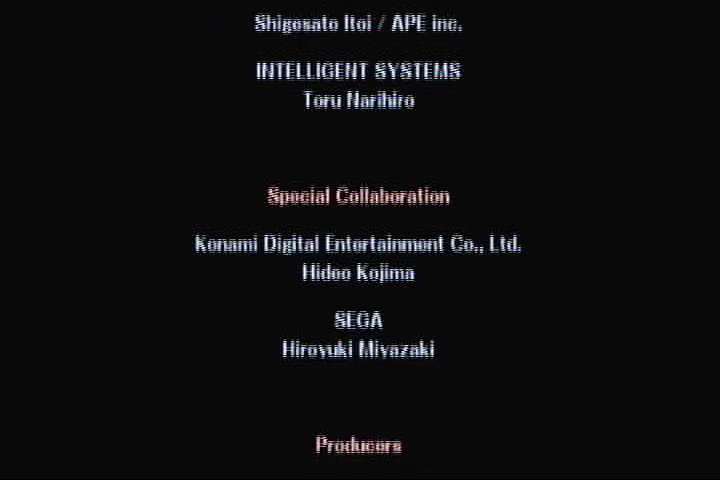 Shigesato Itoi / APE inc.
INTELLIGENT SYSTEMS
Toru Narihiro
Special Collaboration
Konami Digital Entertainment Co., Ltd.
Hideo Kojima
SEGA
Hiroyuki Miyazaki
Producers